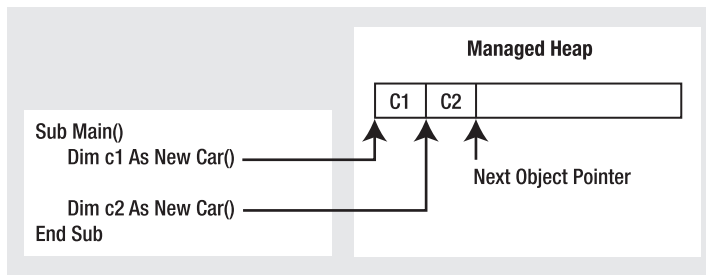 Managed Heap
C1 C2
Sub Main()
Dim c1 As New Car()
Next Object Pointer
Dim c2 As New Car()
End Sub